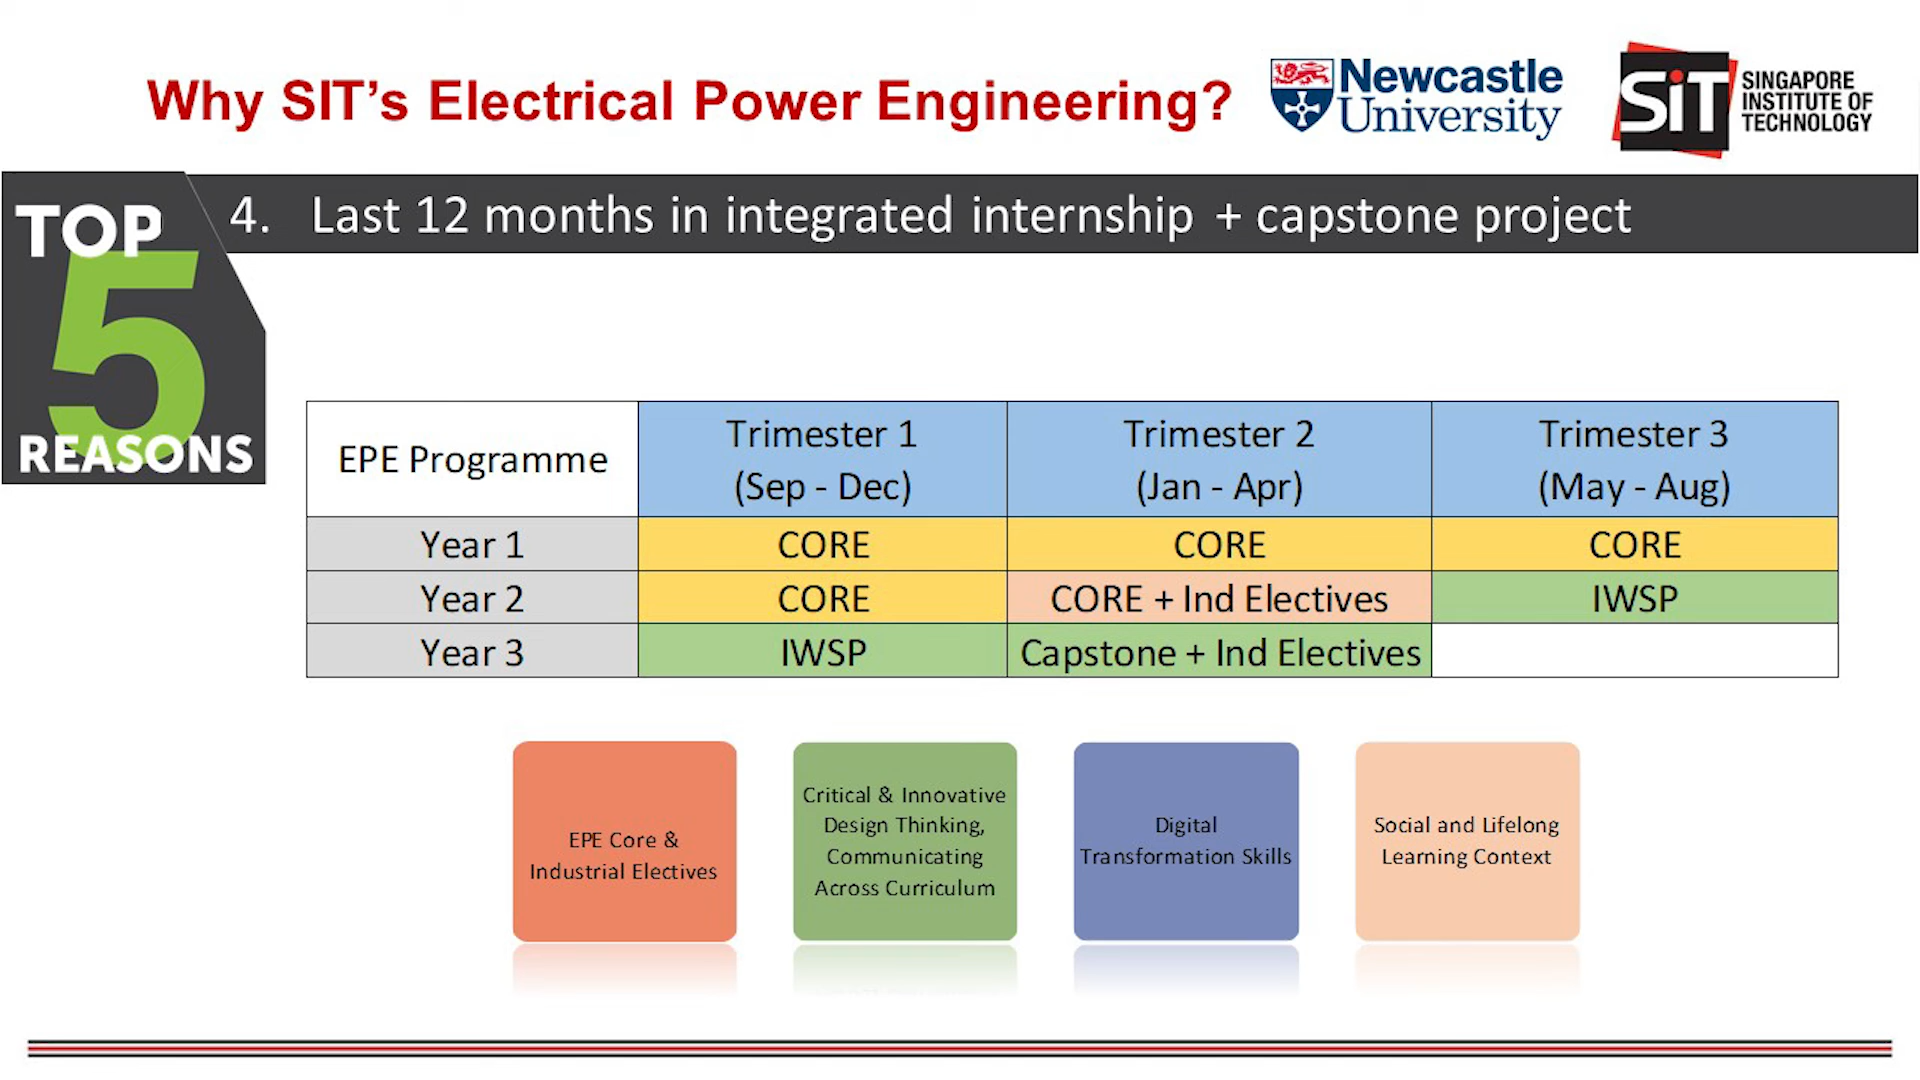 Why SIT's Electrical Power Engineering?
Newcastle
University
SiT
SINGAPORE
INSTITUTE OF
TECHNOLOGY
TOP
5
REASONS
4. Last 12 months in integrated internship + capstone project
EPE Programme
Trimester 1
(Sep - Dec)
Trimester 2
(Jan - Apr)
Trimester 3
(May - Aug)
Year 1
CORE
CORE
CORE
Year 2
CORE
CORE + Ind Electives
IWSP
Year 3
IWSP
Capstone + Ind Electives
EPE Core &
Industrial Electives
Critical & Innovative
Design Thinking,
Communicating
Across Curriculum
Digital
Transformation Skills
Social and Lifelong
Learning Context